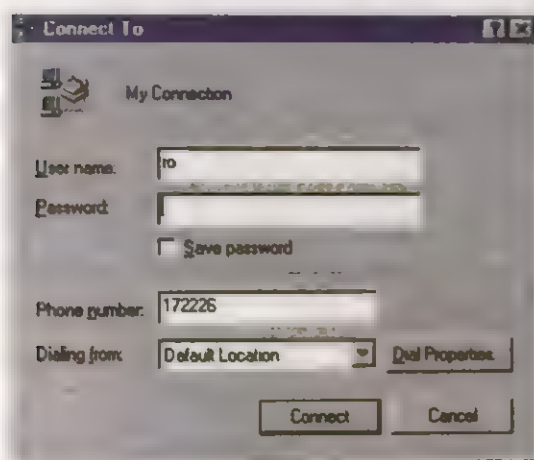 Connect To
My Connection
User name: ro
Password:
Save password
Phone number: 172226
Dialing from: Default Location Dial Properties
Connect Cancel